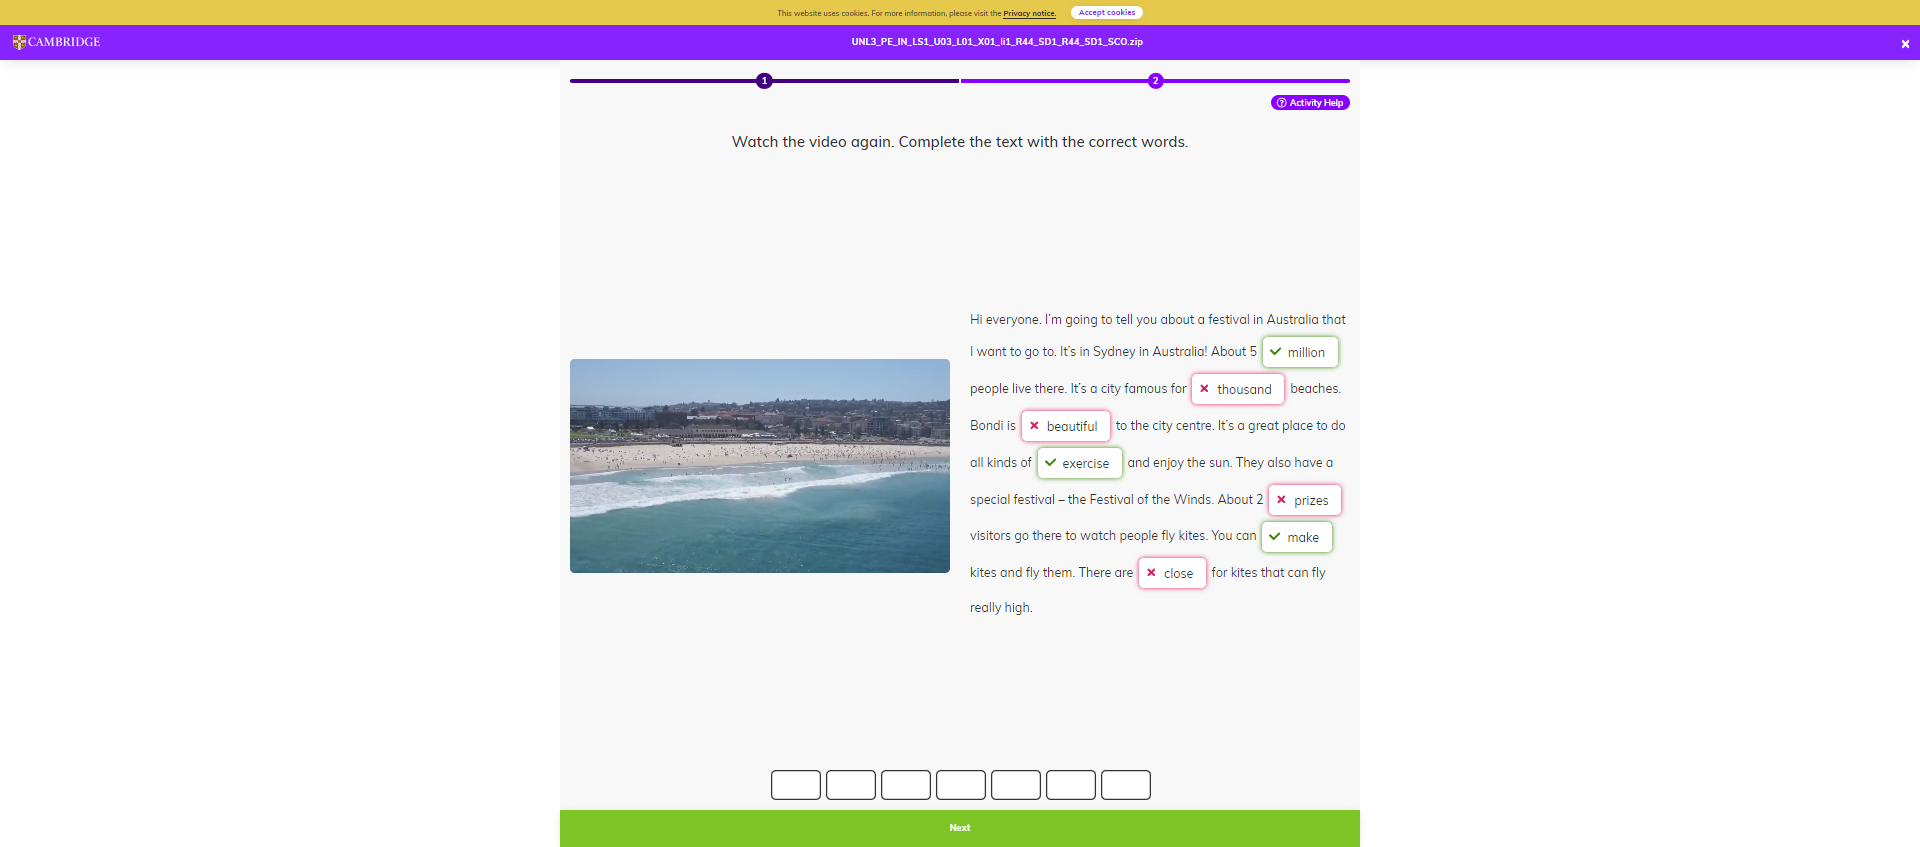 This website uses cookies. For more information, please visit the Privacy notice. Accept cookies
CAMBRIDGE
UNL3_PE_IN_LS1_U03_L01_X01_li1_R44_SD1_R44_SD1_SCO.zip
1
2
Activity Help
Watch the video again. Complete the text with the correct words.
Hi everyone. I'm going to tell you about a festival in Australia that
I want to go to. It's in Sydney in Australia! About 5 million
people live there. It's a city famous for thousand beaches.
Bondi is beautiful to the city centre. It's a great place to do
all kinds of exercise and enjoy the sun. They also have a
special festival – the Festival of the Winds. About 2 prizes
visitors go there to watch people fly kites. You can make
kites and fly them. There are close for kites that can fly
really high.
Next